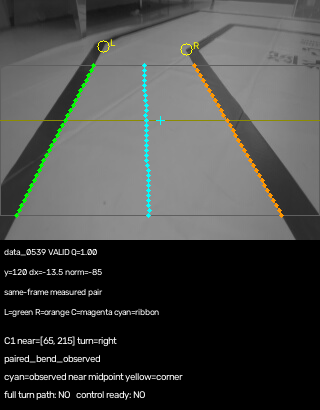 L
R
data_0539 VALID Q=1.00
y=120 dx=-13.5 norm=-85
same-frame measured pair
L=green R=orange C=magenta cyan=ribbon
C1 near=[65, 215] turn=right
paired_bend_observed
cyan=observed near midpoint yellow=corner
full turn path: NO control ready: NO